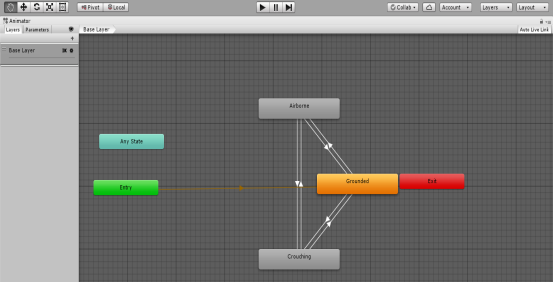 Pivot Local Collab Account Layers Layout
Animator
Layers Parameters Base Layer Auto Live Link
Base Layer
Airborne
Any State
Grounded Exit
Entry
Crouching